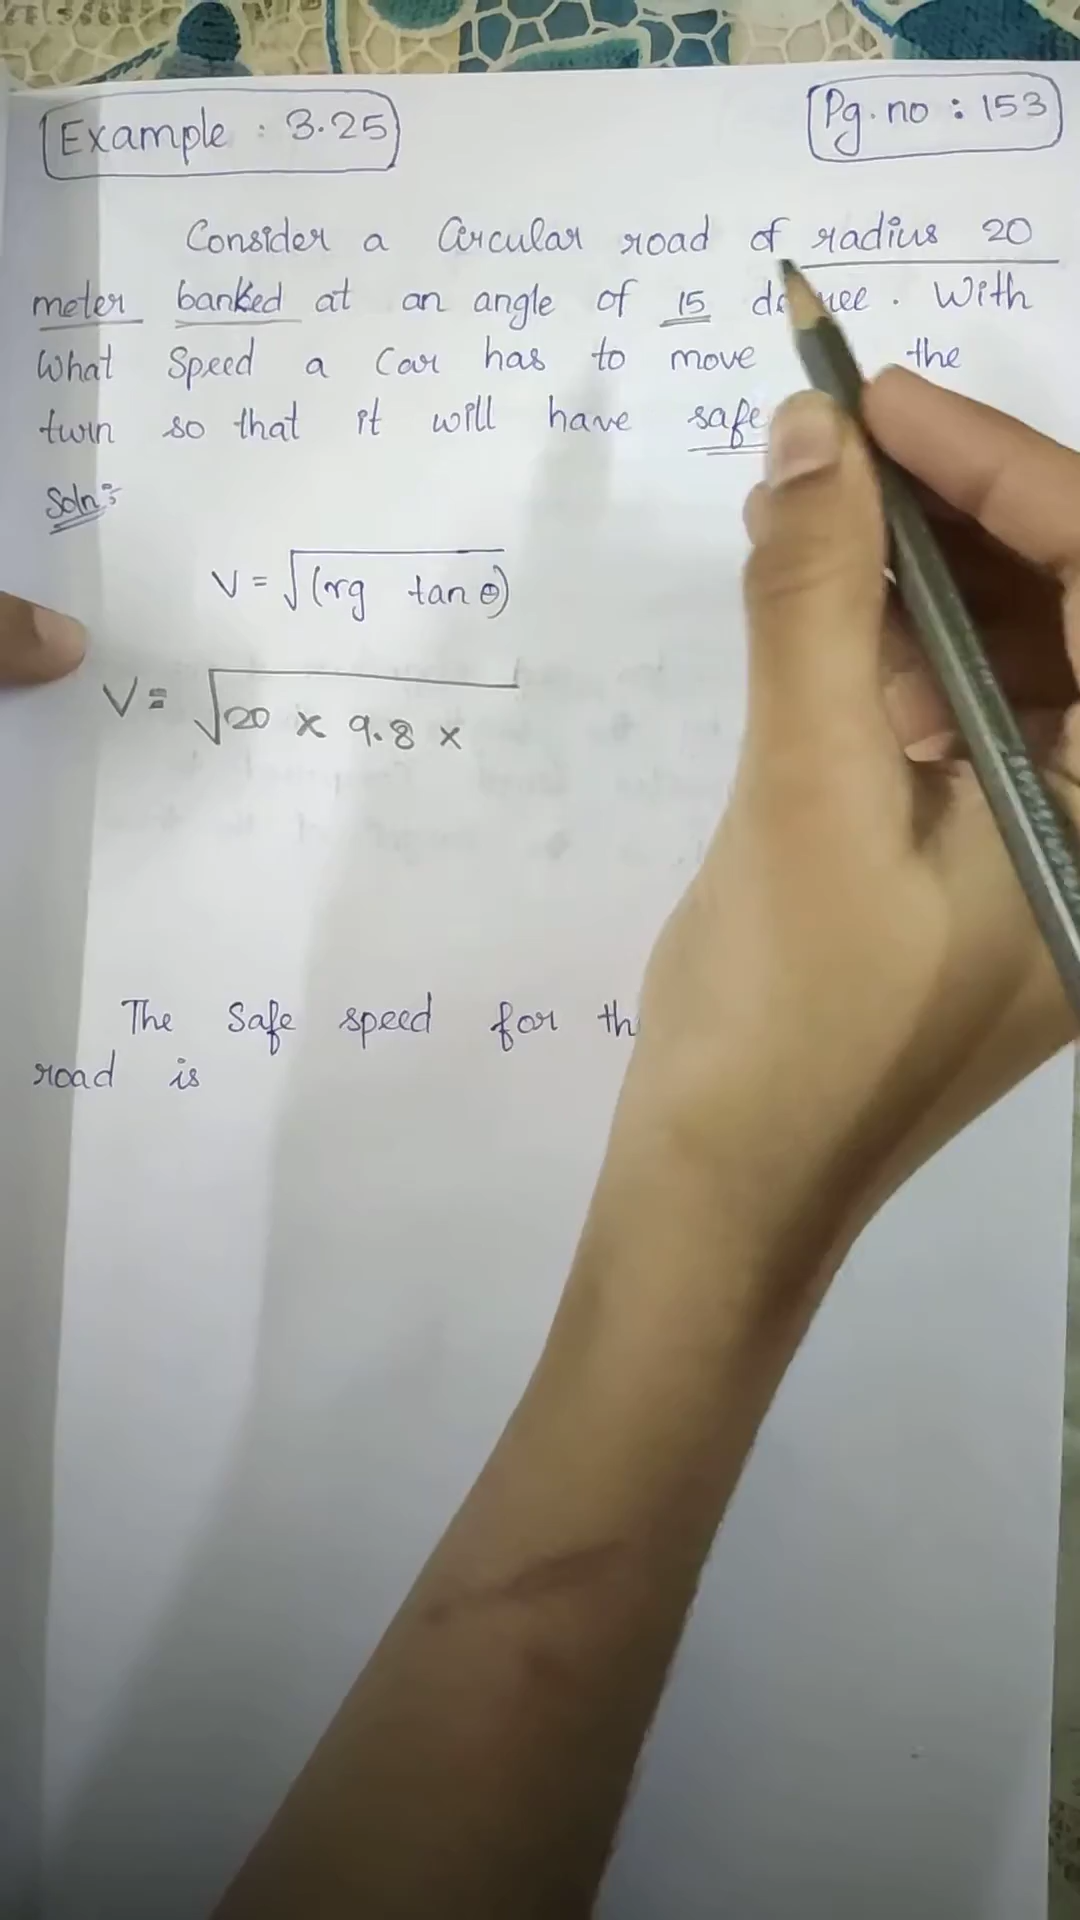 Example : 3.25
Pg. no : 153
Consider a Circular road of radius 20
meter banked at an angle of 15 . With
What Speed a Car has to move the
turn so that it will have safe
Soln:
V = √(rg tan θ)
V = √20 × 9.8 ×
The Safe speed for th
road is